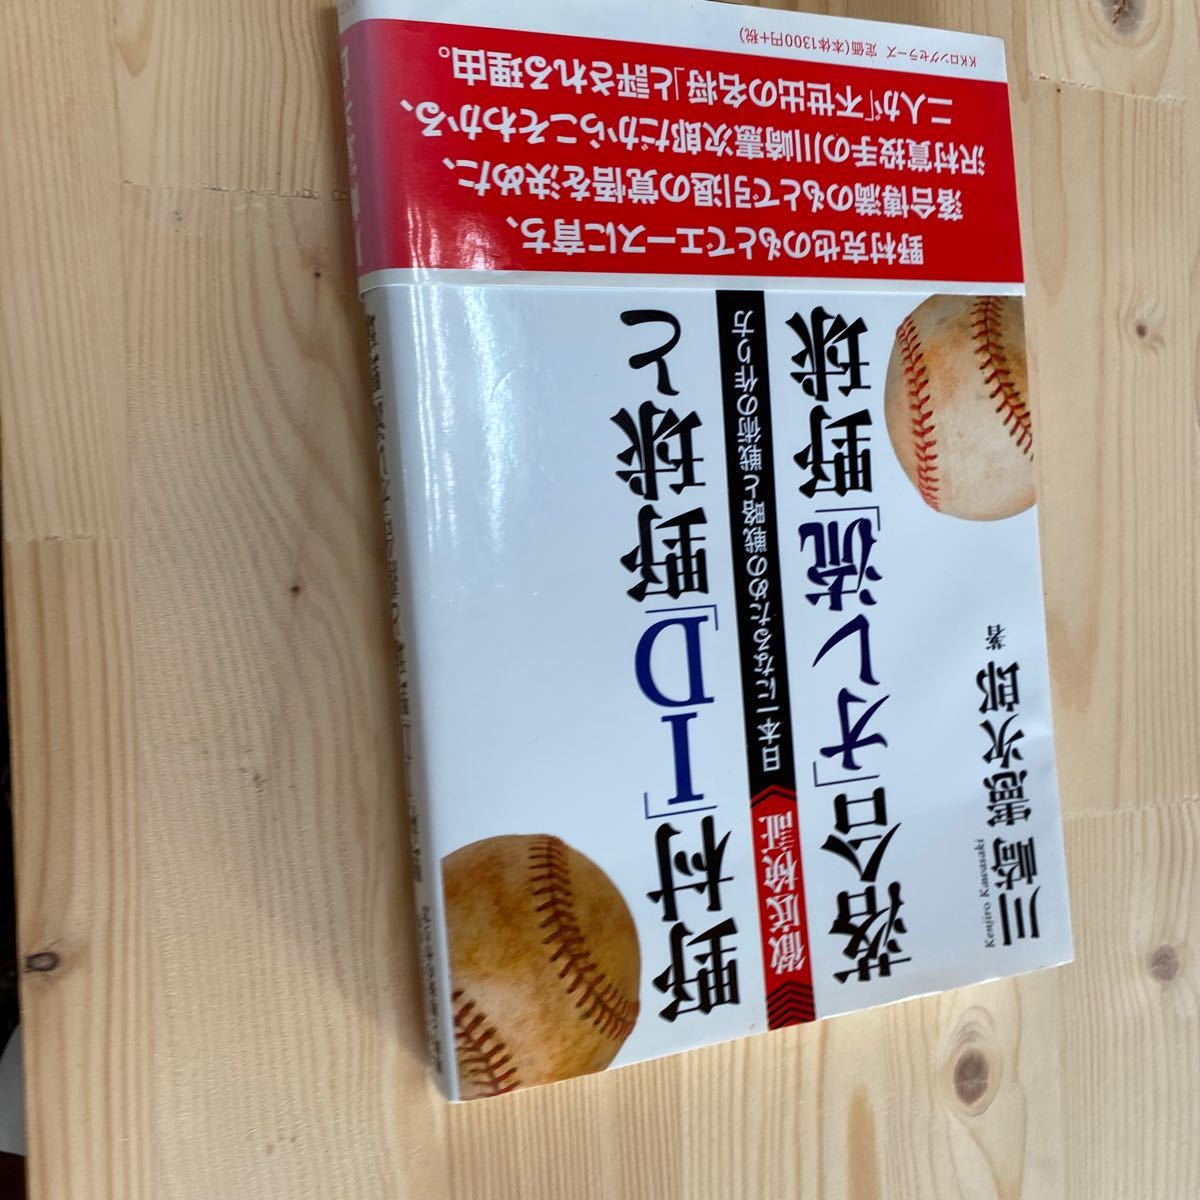 川崎憲次郎 著
Kenjiro Kawasaki
野村「ID」野球と
落合「オレ流」野球
徹底検証
日本一になるための戦略と戦術の作り方
野村克也のもとでエースに育ち、
落合博満のもとで引退の覚悟を決めた、
沢村賞投手の川崎憲次郎だからこそわかる、
二人が「不世出の名将」と評される理由。
KKロングセラーズ 定価(本体1300円+税)